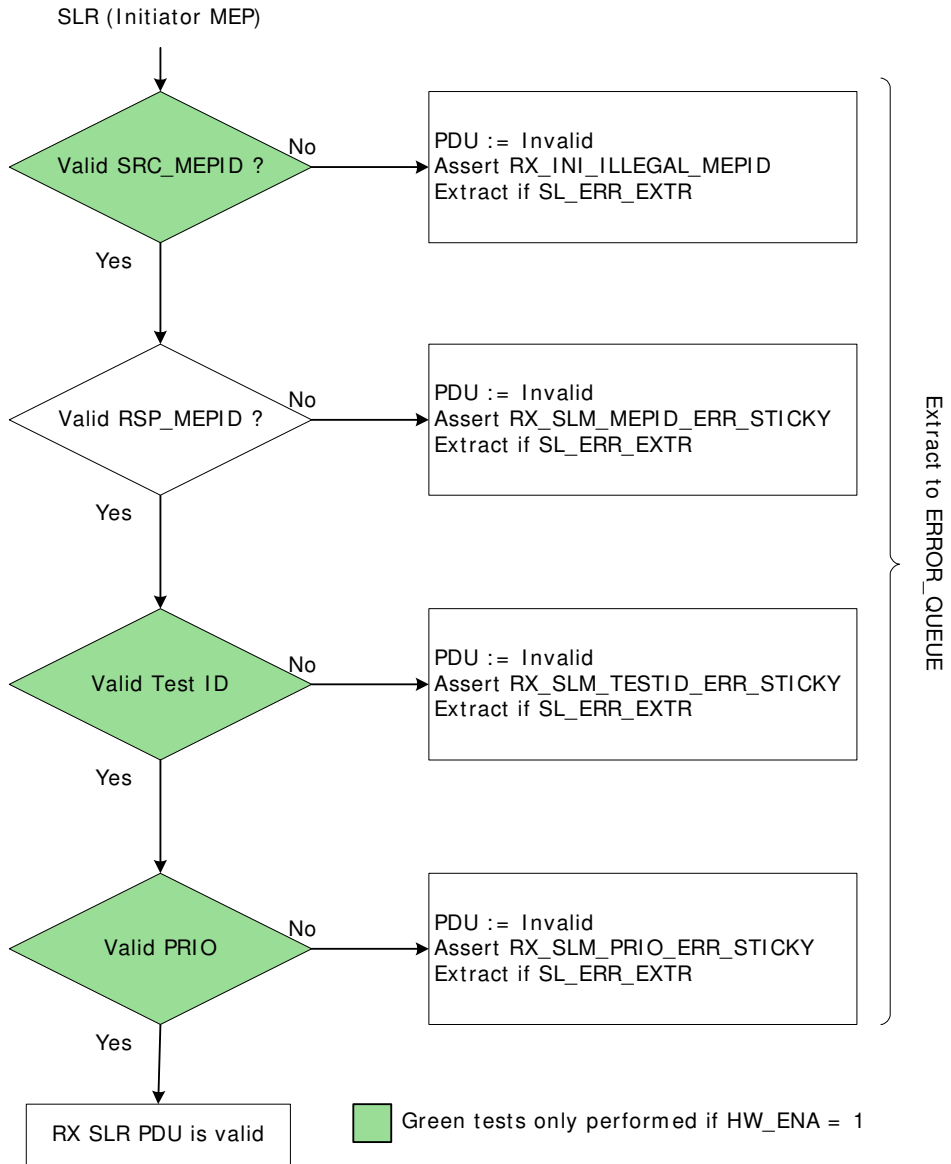 SLR (Initiator MEP)
Valid SRC_MEPID ?
No
PDU := Invalid
Assert RX_INI_ILLEGAL_MEPID
Extract if SL_ERR_EXTR
Yes
Valid RSP_MEPID ?
No
PDU := Invalid
Assert RX_SLM_MEPID_ERR_STICKY
Extract if SL_ERR_EXTR
Yes
Valid Test ID
No
PDU := Invalid
Assert RX_SLM_TESTID_ERR_STICKY
Extract if SL_ERR_EXTR
Yes
Valid PRIO
No
PDU := Invalid
Assert RX_SLM_PRIO_ERR_STICKY
Extract if SL_ERR_EXTR
Yes
RX SLR PDU is valid
Extract to ERROR_QUEUE
Green tests only performed if HW_ENA = 1